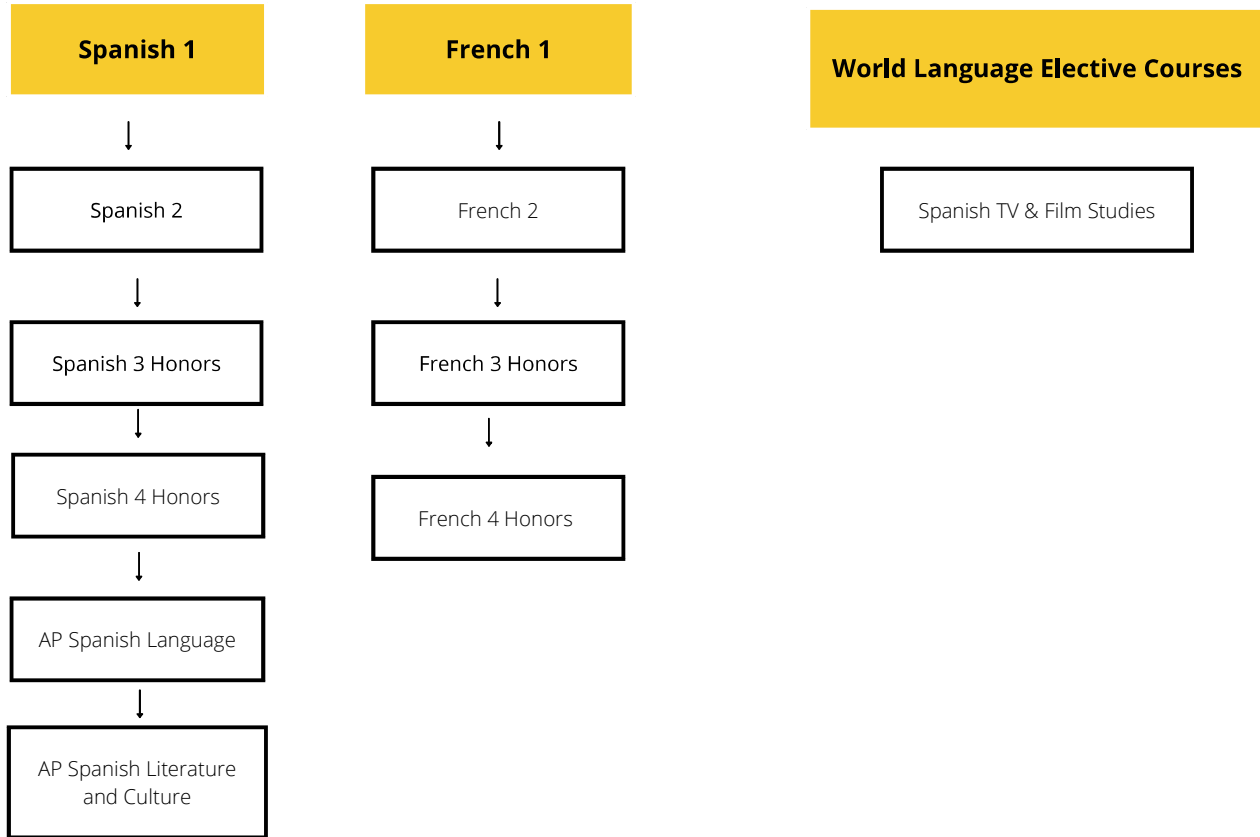 Spanish 1
Spanish 2
Spanish 3 Honors
Spanish 4 Honors
AP Spanish Language
AP Spanish Literature
and Culture
French 1
French 2
French 3 Honors
French 4 Honors
World Language Elective Courses
Spanish TV & Film Studies